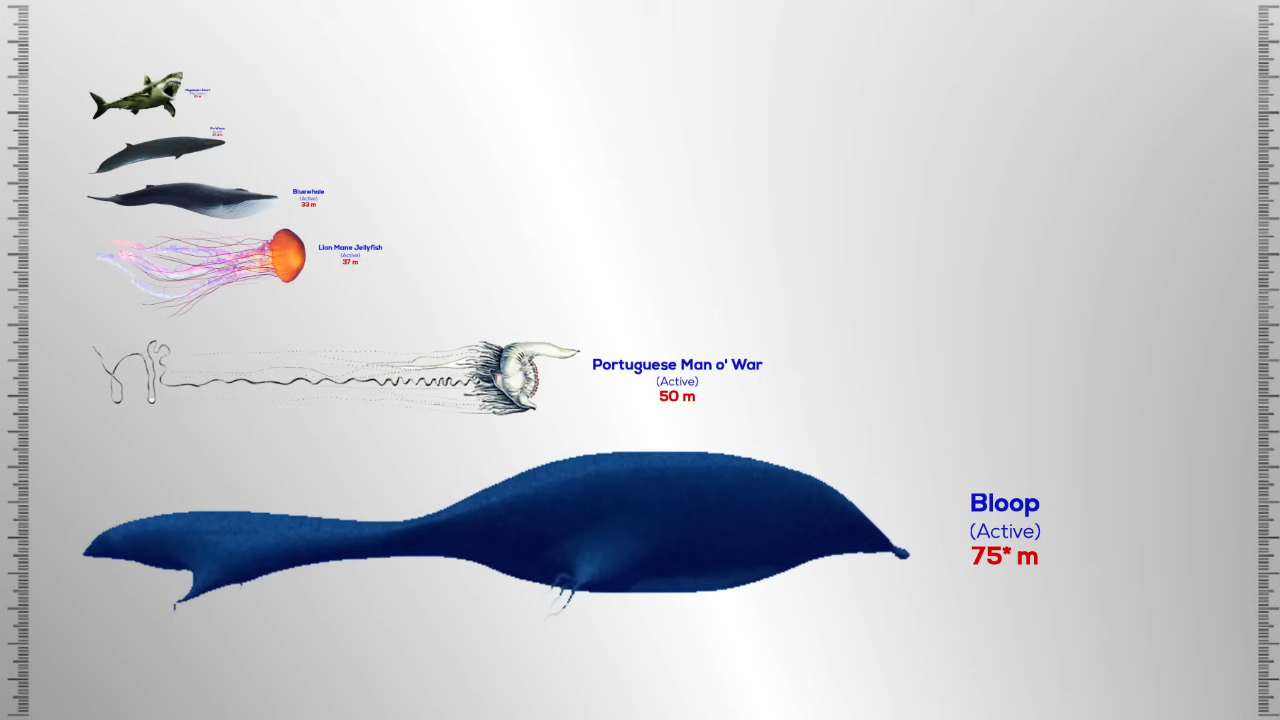 Bluewhale
(Active)
33 m
Lion Mane Jellyfish
(Active)
37 m
Portuguese Man o' War
(Active)
50 m
Bloop
(Active)
75* m